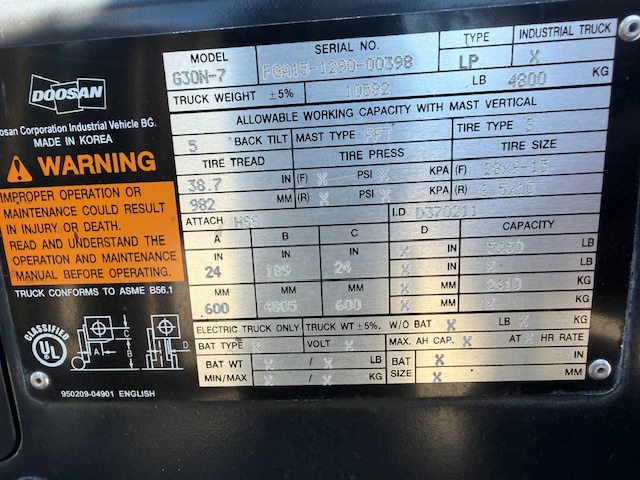 DOOSAN
Doosan Corporation Industrial Vehicle BG.
MADE IN KOREA
WARNING
IMPROPER OPERATION OR
MAINTENANCE COULD RESULT
IN INJURY OR DEATH.
READ AND UNDERSTAND THE
OPERATION AND MAINTENANCE
MANUAL BEFORE OPERATING.
TRUCK CONFORMS TO ASME B56.1
CLASSIFIED
UL
A
B
C
D
950209-04901 ENGLISH
MODEL SERIAL NO. TYPE INDUSTRIAL TRUCK
G30N-7 FGA15-1290-00398 LP X
TRUCK WEIGHT ±5% 10582 LB 4800 KG
ALLOWABLE WORKING CAPACITY WITH MAST VERTICAL
5 BACK TILT MAST TYPE FFT TIRE TYPE S
TIRE TREAD TIRE PRESS TIRE SIZE
38.7 IN (F) X PSI X KPA (F)
982 MM (R) X PSI X KPA (R)
ATTACH HSS I.D D370211
A B C D CAPACITY
IN IN IN X IN LB
24 189 24 X IN X LB
MM MM MM X MM 2410 KG
600 4805 600 X MM X KG
ELECTRIC TRUCK ONLY TRUCK WT ±5%. W/O BAT X LB X KG
BAT TYPE X VOLT X MAX. AH CAP. X AT X HR RATE
BAT WT X / X LB BAT X IN
MIN/MAX X / X KG SIZE X MM